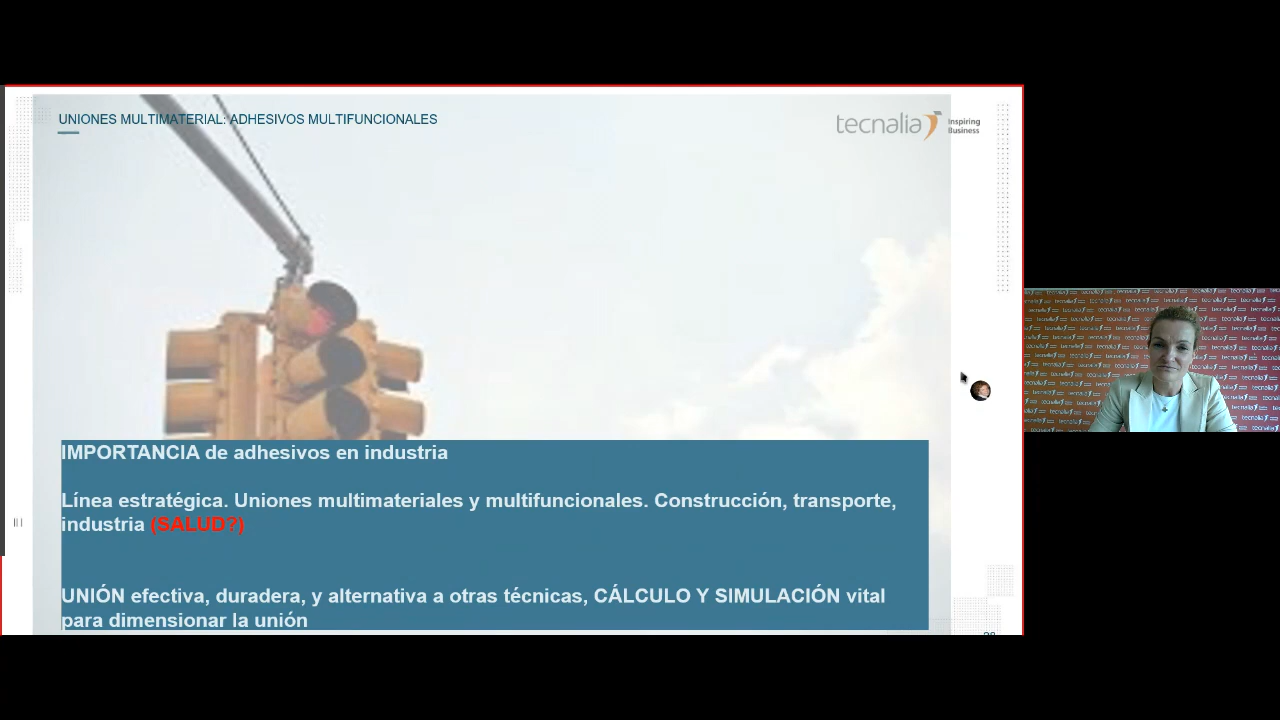 UNIONES MULTIMATERIAL: ADHESIVOS MULTIFUNCIONALES
tecnalia Inspiring
Business
IMPORTANCIA de adhesivos en industria
Línea estratégica. Uniones multimateriales y multifuncionales. Construcción, transporte,
industria (SALUD?)
UNIÓN efectiva, duradera, y alternativa a otras técnicas, CÁLCULO Y SIMULACIÓN vital
para dimensionar la unión